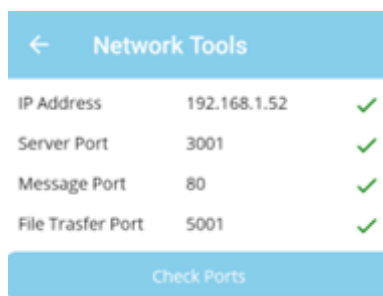 Network Tools
IP Address 192.168.1.52
Server Port 3001
Message Port 80
File Trasfer Port 5001
Check Ports